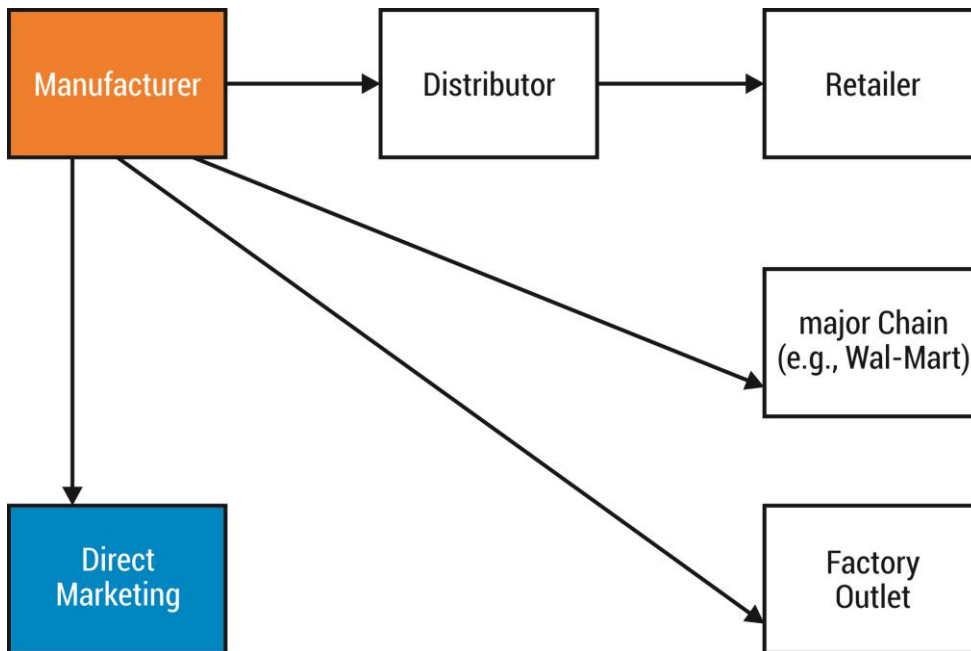 Manufacturer
Distributor
Retailer
major Chain
(e.g., Wal-Mart)
Direct
Marketing
Factory
Outlet